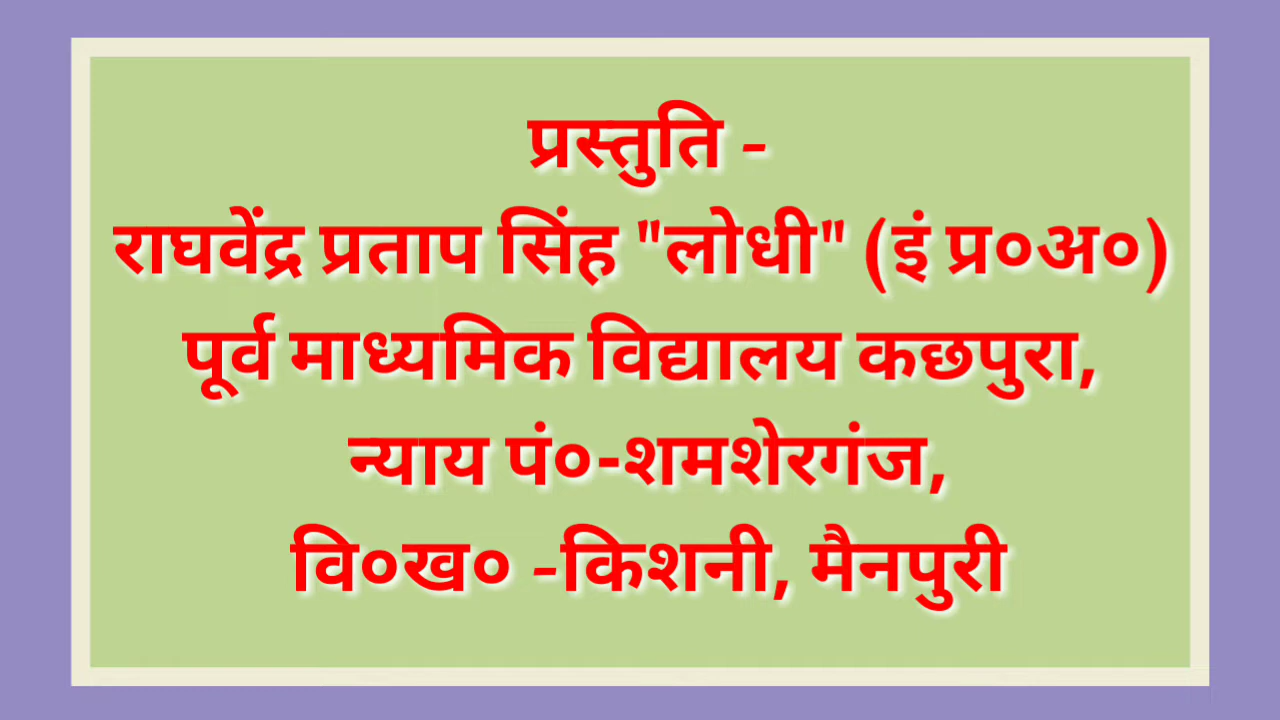 प्रस्तुति -
राघवेंद्र प्रताप सिंह "लोधी" (इं प्र०अ०)
पूर्व माध्यमिक विद्यालय कछपुरा,
न्याय पं०-शमशेरगंज,
वि०ख० -किशनी, मैनपुरी